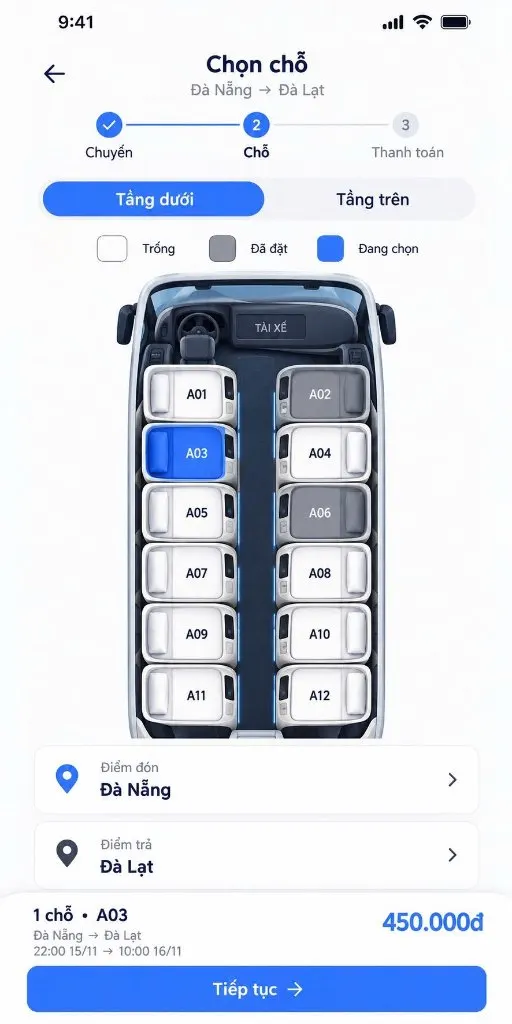 9:41
Chọn chỗ
Đà Nẵng → Đà Lạt
2
3
Chuyến
Chỗ
Thanh toán
Tầng dưới
Tầng trên
Trống
Đã đặt
Đang chọn
TÀI XẾ
A01
A02
A03
A04
A05
A06
A07
A08
A09
A10
A11
A12
Điểm đón
Đà Nẵng
Điểm trả
Đà Lạt
1 chỗ • A03
450.000đ
Đà Nẵng → Đà Lạt
22:00 15/11 → 10:00 16/11
Tiếp tục →